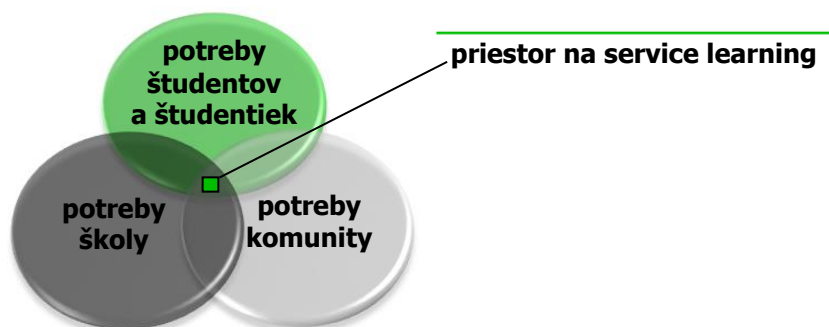 potreby
študentov
a študentiek
priestor na service learning
potreby
školy
potreby
komunity